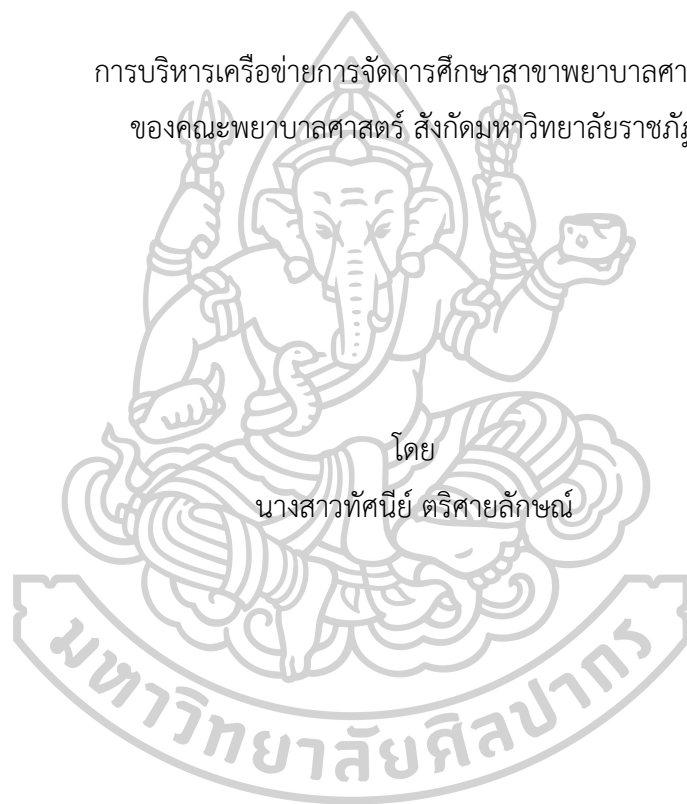 การบริหารเครือข่ายการจัดการศึกษาสาขาพยาบาลศา
ของคณะพยาบาลศาสตร์ สังกัดมหาวิทยาลัยราชภัฏ
โดย
นางสาวทัศนีย์ ตริศายลักษณ์
มหาวิทยาลัยศิลปากร